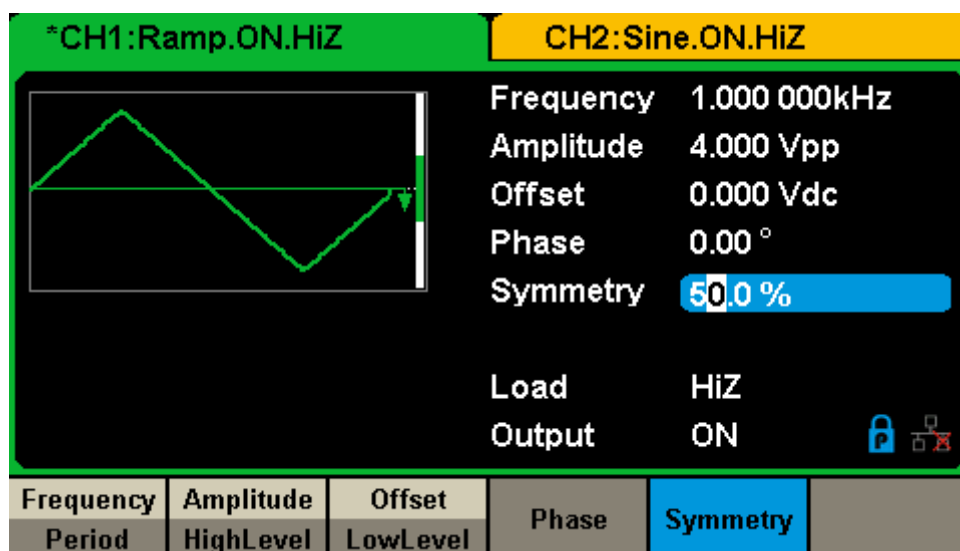 *CH1:Ramp.ON.HiZ
CH2:Sine.ON.HiZ
Frequency 1.000 000kHz
Amplitude 4.000 Vpp
Offset 0.000 Vdc
Phase 0.00 °
Symmetry 50.0 %
Load HiZ
Output ON
P
Frequency Amplitude Offset Phase Symmetry
Period HighLevel LowLevel